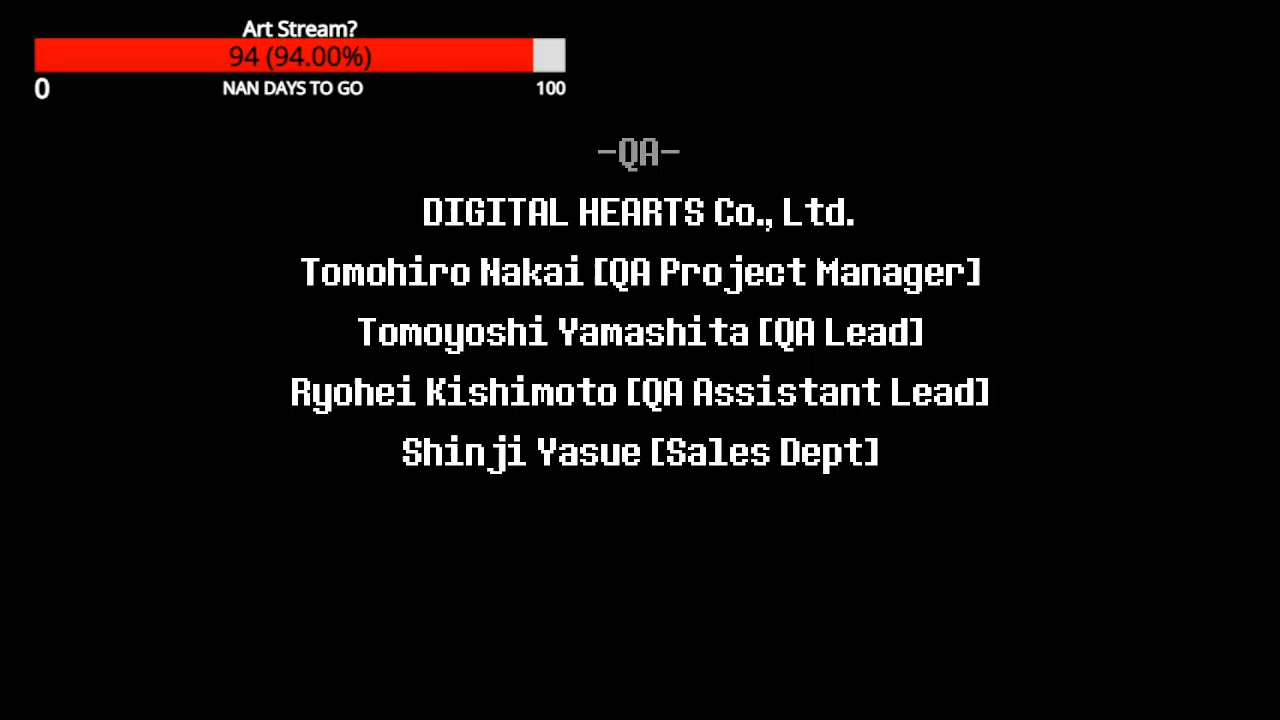 Art Stream?
94 (94.00%)
0 NAN DAYS TO GO 100
-QA-
DIGITAL HEARTS Co., Ltd.
Tomohiro Nakai [QA Project Manager]
Tomoyoshi Yamashita [QA Lead]
Ryohei Kishimoto [QA Assistant Lead]
Shinji Yasue [Sales Dept]